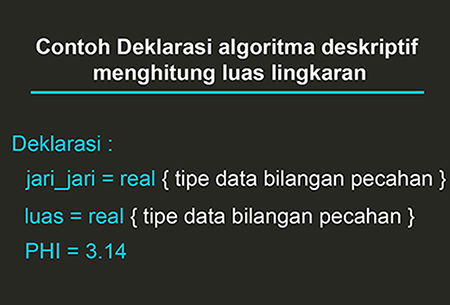 Contoh Deklarasi algoritma deskriptif
menghitung luas lingkaran
Deklarasi :
jari_jari = real { tipe data bilangan pecahan }
luas = real { tipe data bilangan pecahan }
PHI = 3.14